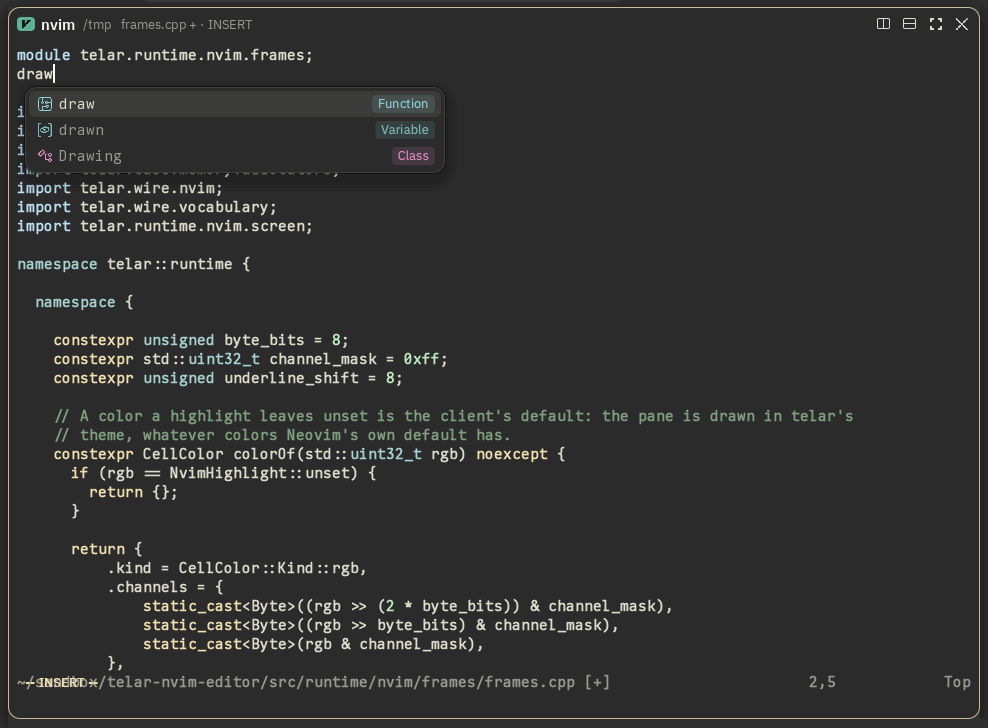 nvim /tmp frames.cpp + · INSERT
module telar.runtime.nvim.frames;
draw
draw Function
drawn Variable
Drawing Class
import telar.wire.nvim;
import telar.wire.vocabulary;
import telar.runtime.nvim.screen;
namespace telar::runtime {
namespace {
constexpr unsigned byte_bits = 8;
constexpr std::uint32_t channel_mask = 0xff;
constexpr unsigned underline_shift = 8;
// A color a highlight leaves unset is the client's default: the pane is drawn in telar's
// theme, whatever colors Neovim's own default has.
constexpr CellColor colorOf(std::uint32_t rgb) noexcept {
if (rgb == NvimHighlight::unset) {
return {};
}
return {
.kind = CellColor::Kind::rgb,
.channels = {
static_cast<Byte>((rgb >> (2 * byte_bits)) & channel_mask),
static_cast<Byte>((rgb >> byte_bits) & channel_mask),
static_cast<Byte>(rgb & channel_mask),
},
-- INSERT --
/telar-nvim-editor/src/runtime/nvim/frames/frames.cpp [+] 2,5 Top